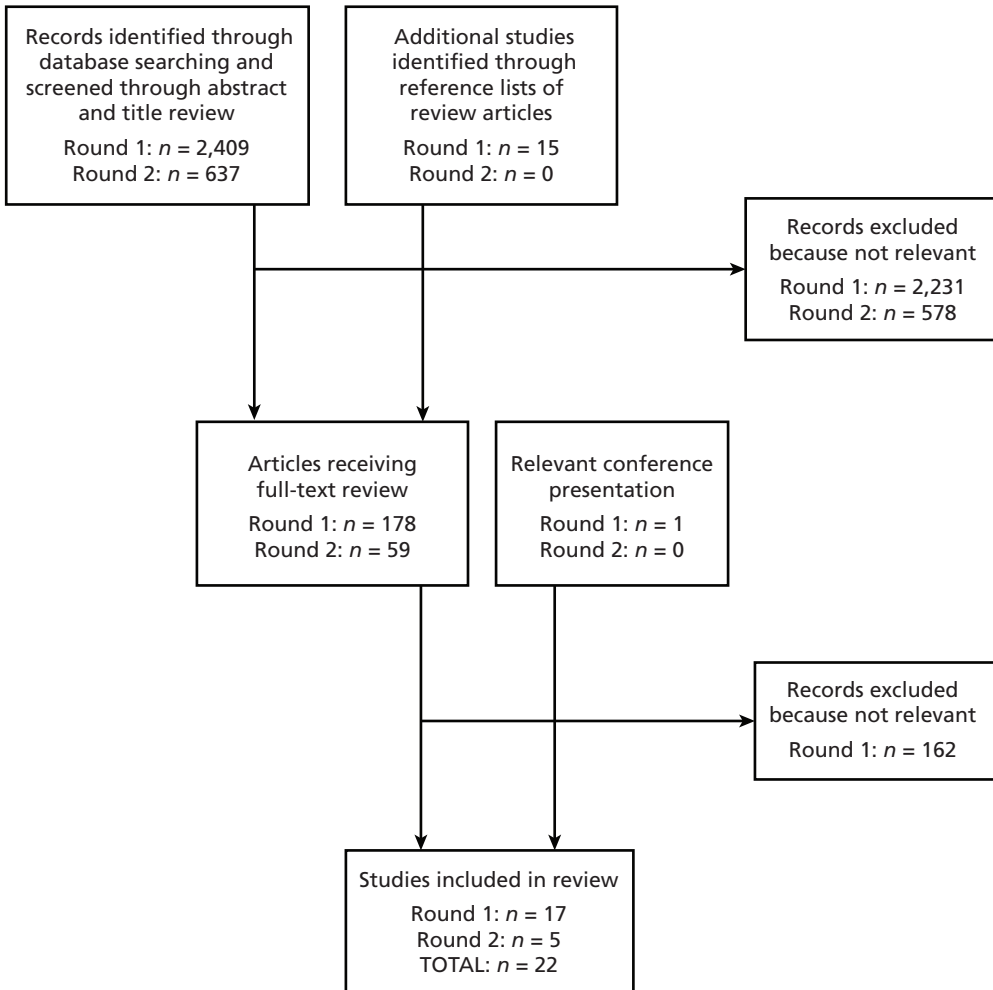 Records identified through
database searching and
screened through abstract
and title review
Round 1: n = 2,409
Round 2: n = 637
Additional studies
identified through
reference lists of
review articles
Round 1: n = 15
Round 2: n = 0
Records excluded
because not relevant
Round 1: n = 2,231
Round 2: n = 578
Articles receiving
full-text review
Round 1: n = 178
Round 2: n = 59
Relevant conference
presentation
Round 1: n = 1
Round 2: n = 0
Records excluded
because not relevant
Round 1: n = 162
Studies included in review
Round 1: n = 17
Round 2: n = 5
TOTAL: n = 22